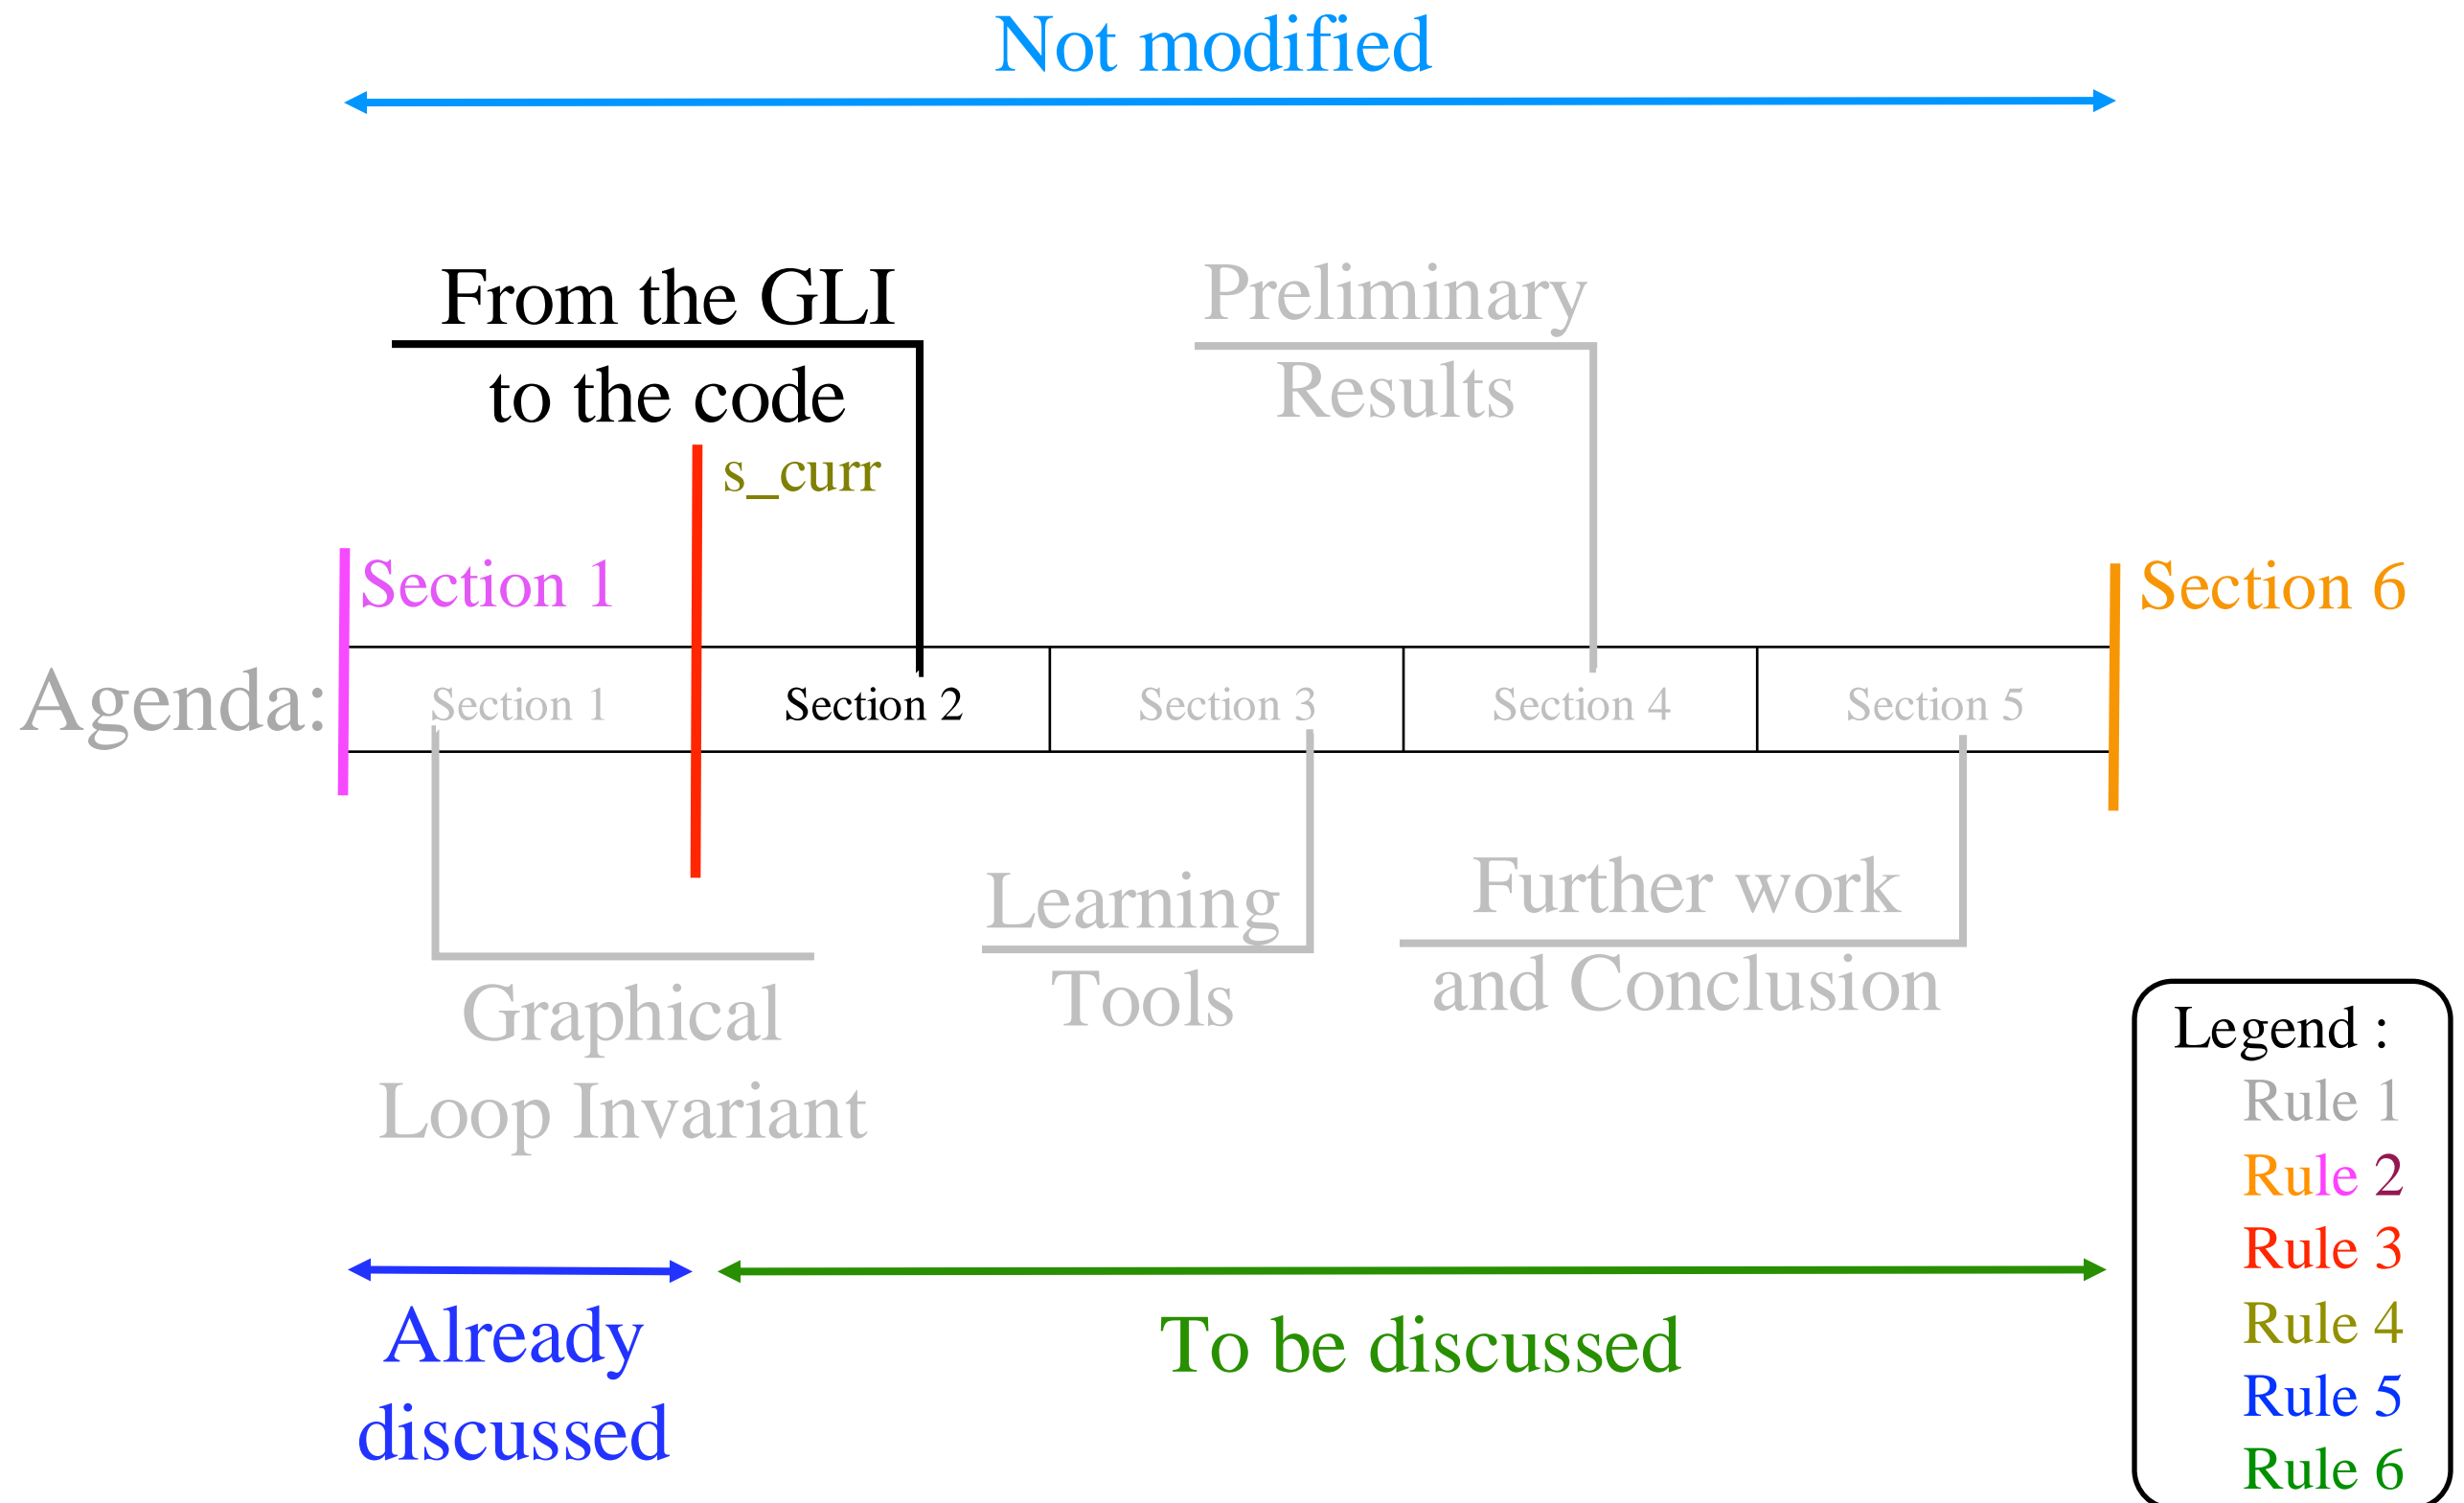 Not modified
From the GLI
to the code
Preliminary
Results
s_curr
Section 1
Section 6
Agenda:
Section 1
Section 2
Section 3
Section 4
Section 5
Graphical
Loop Invariant
Learning
Tools
Further work
and Conclusion
Already
discussed
To be discussed
Legend :
Rule 1
Rule 2
Rule 3
Rule 4
Rule 5
Rule 6